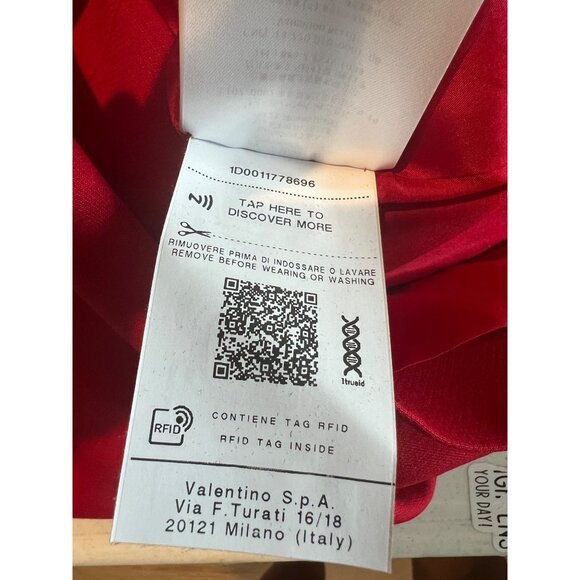 1D0011778696
TAP HERE TO
DISCOVER MORE
RIMUOVERE PRIMA DI INDOSSARE O LAVARE
REMOVE BEFORE WEARING OR WASHING
1trueid
RFID
CONTIENE TAG RFID
RFID TAG INSIDE
Valentino S.p.A.
Via F.Turati 16/18
20121 Milano (Italy)
YOUR DAY!